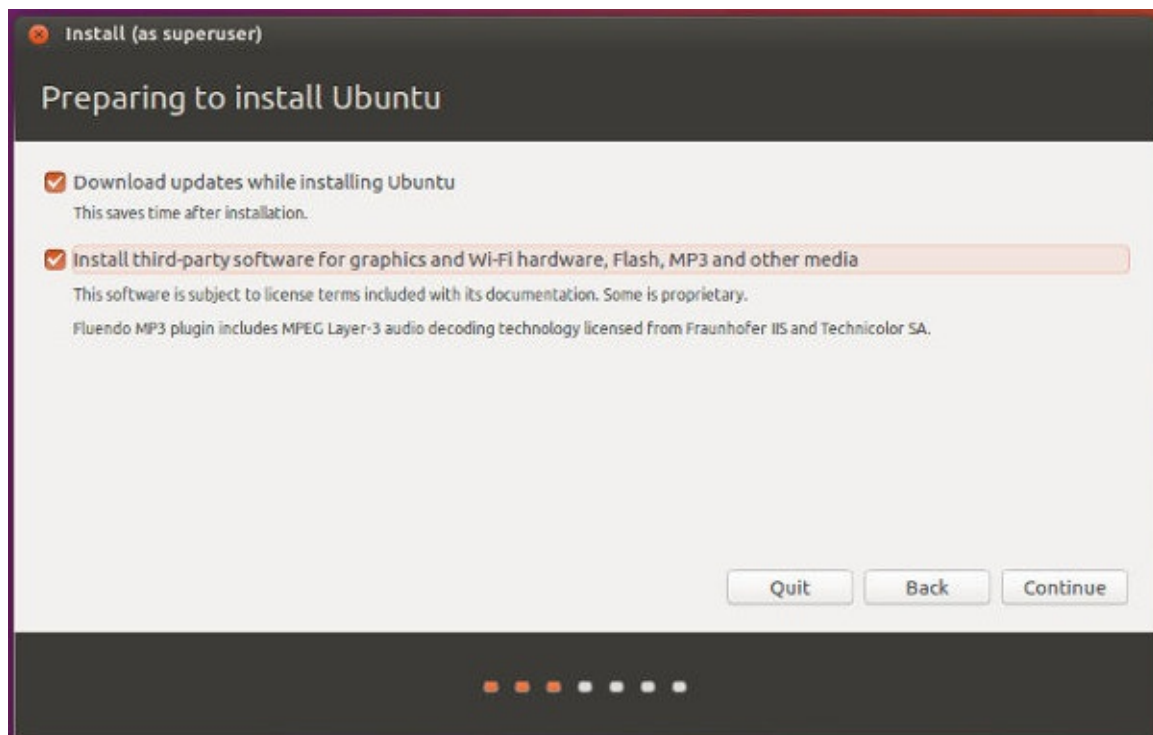 Install (as superuser)
Preparing to install Ubuntu
Download updates while installing Ubuntu
This saves time after installation.
Install third-party software for graphics and Wi-Fi hardware, Flash, MP3 and other media
This software is subject to license terms included with its documentation. Some is proprietary.
Fluendo MP3 plugin includes MPEG Layer-3 audio decoding technology licensed from Fraunhofer IIS and Technicolor SA.
Quit Back Continue